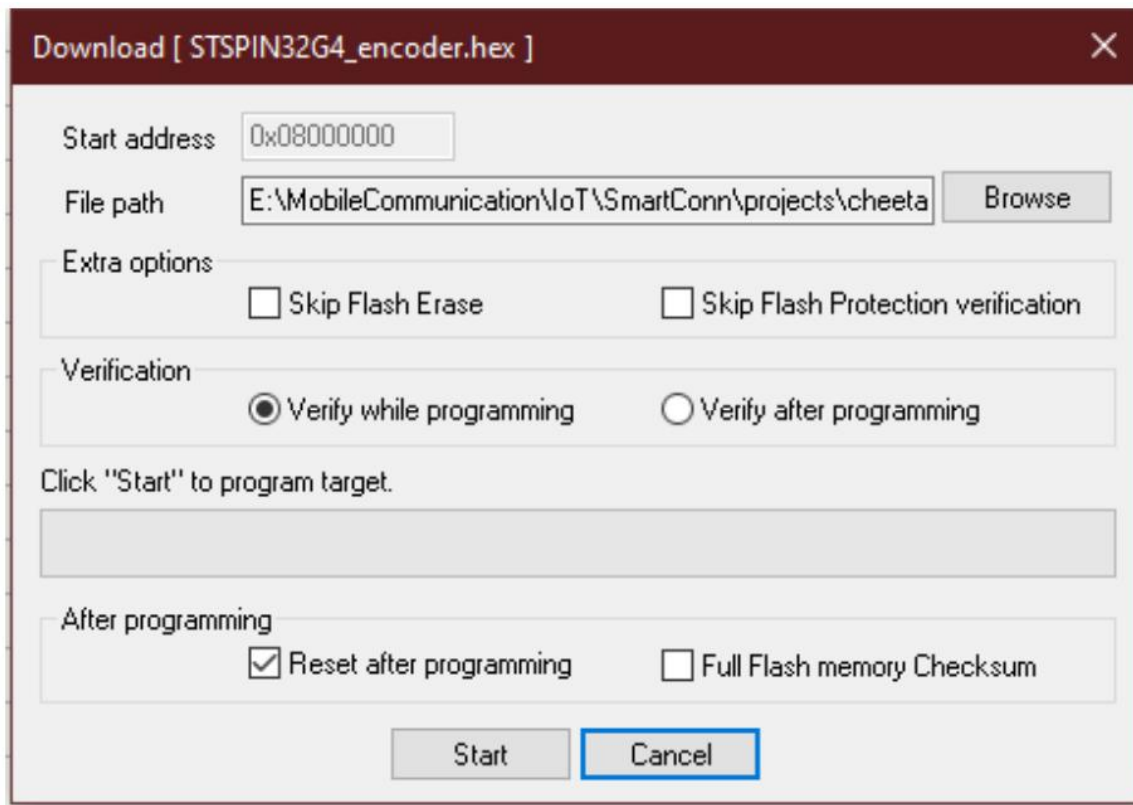 Download [ STSPIN32G4_encoder.hex ]
Start address 0x08000000
File path E:\MobileCommunication\IoT\SmartConn\projects\cheeta Browse
Extra options
Skip Flash Erase Skip Flash Protection verification
Verification
Verify while programming Verify after programming
Click "Start" to program target.
After programming
Reset after programming Full Flash memory Checksum
Start Cancel